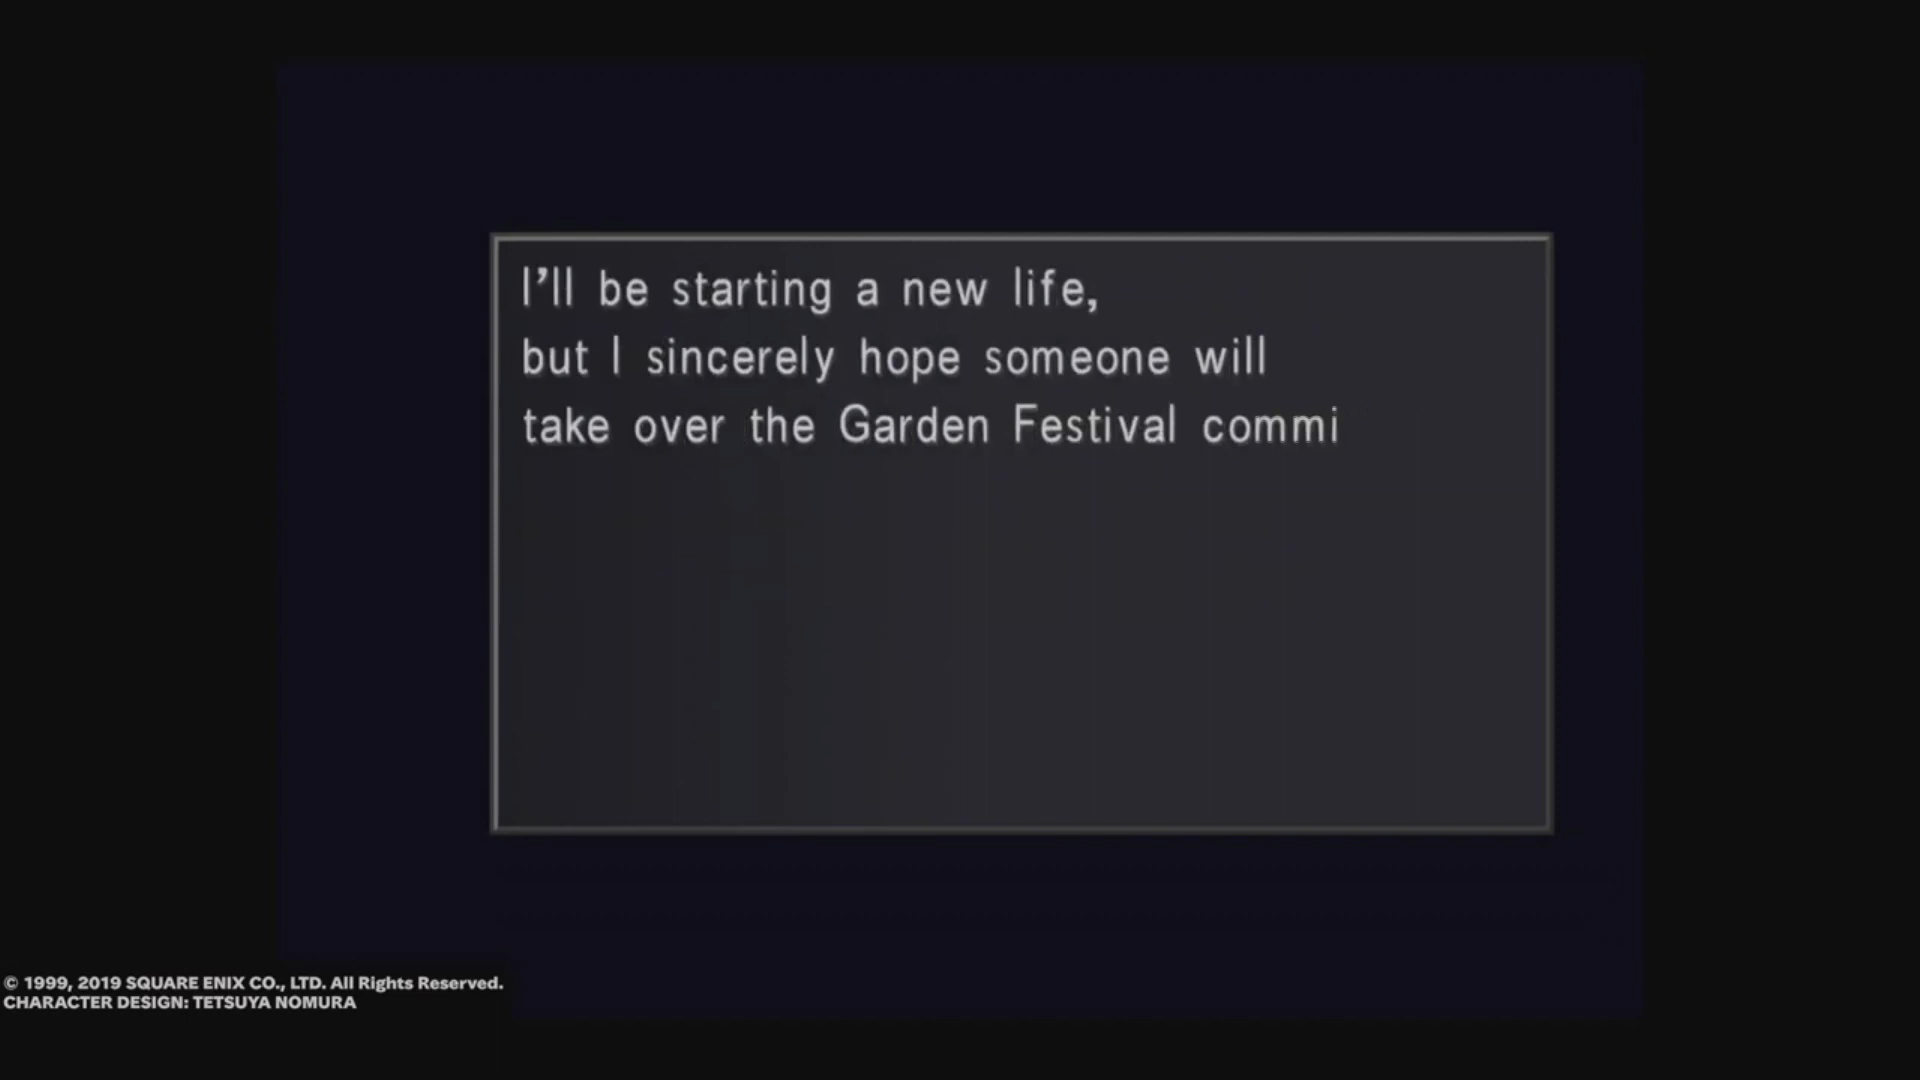 I'll be starting a new life,
but I sincerely hope someone will
take over the Garden Festival commi
© 1999, 2019 SQUARE ENIX CO., LTD. All Rights Reserved.
CHARACTER DESIGN: TETSUYA NOMURA